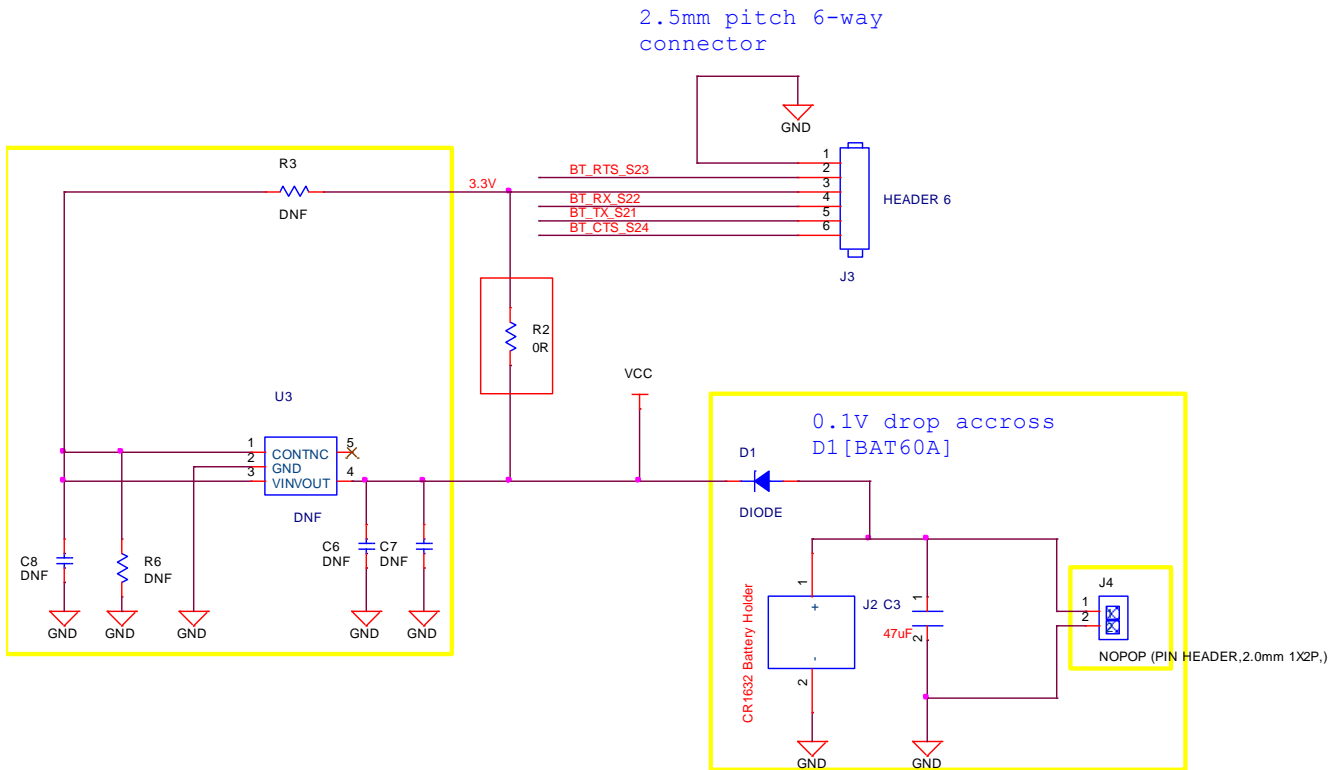 2.5mm pitch 6-way
connector
GND
1
2
3
4
5
6
BT_RTS_S23
3.3V
BT_RX_S22
BT_TX_S21
BT_CTS_S24
HEADER 6
J3
R3
DNF
R2
0R
VCC
U3
1
2
3
5
4
CONTNC
GND
VINVOUT
DNF
C8
DNF
R6
DNF
C6
DNF
C7
DNF
GND
GND
GND
GND
GND
0.1V drop accross
D1[BAT60A]
D1
DIODE
CR1632 Battery Holder
1
+
-
2
J2
C3
1
47uF
2
J4
1
2
1
2
NOPOP (PIN HEADER,2.0mm 1X2P,)
GND
GND